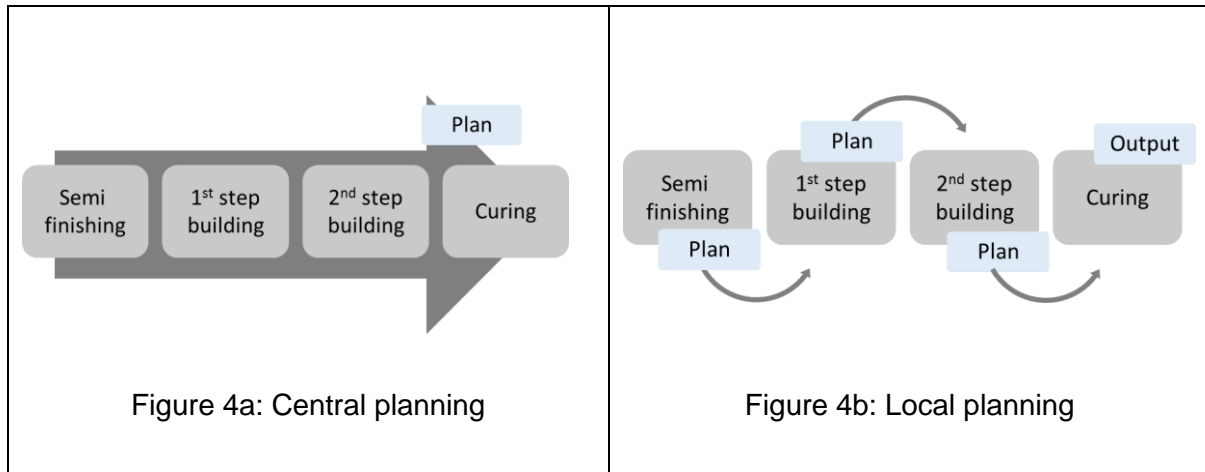 Plan
Semi
finishing
1st step
building
2nd step
building
Curing
Figure 4a: Central planning
Plan
Output
Semi
finishing
1st step
building
2nd step
building
Curing
Plan
Plan
Figure 4b: Local planning